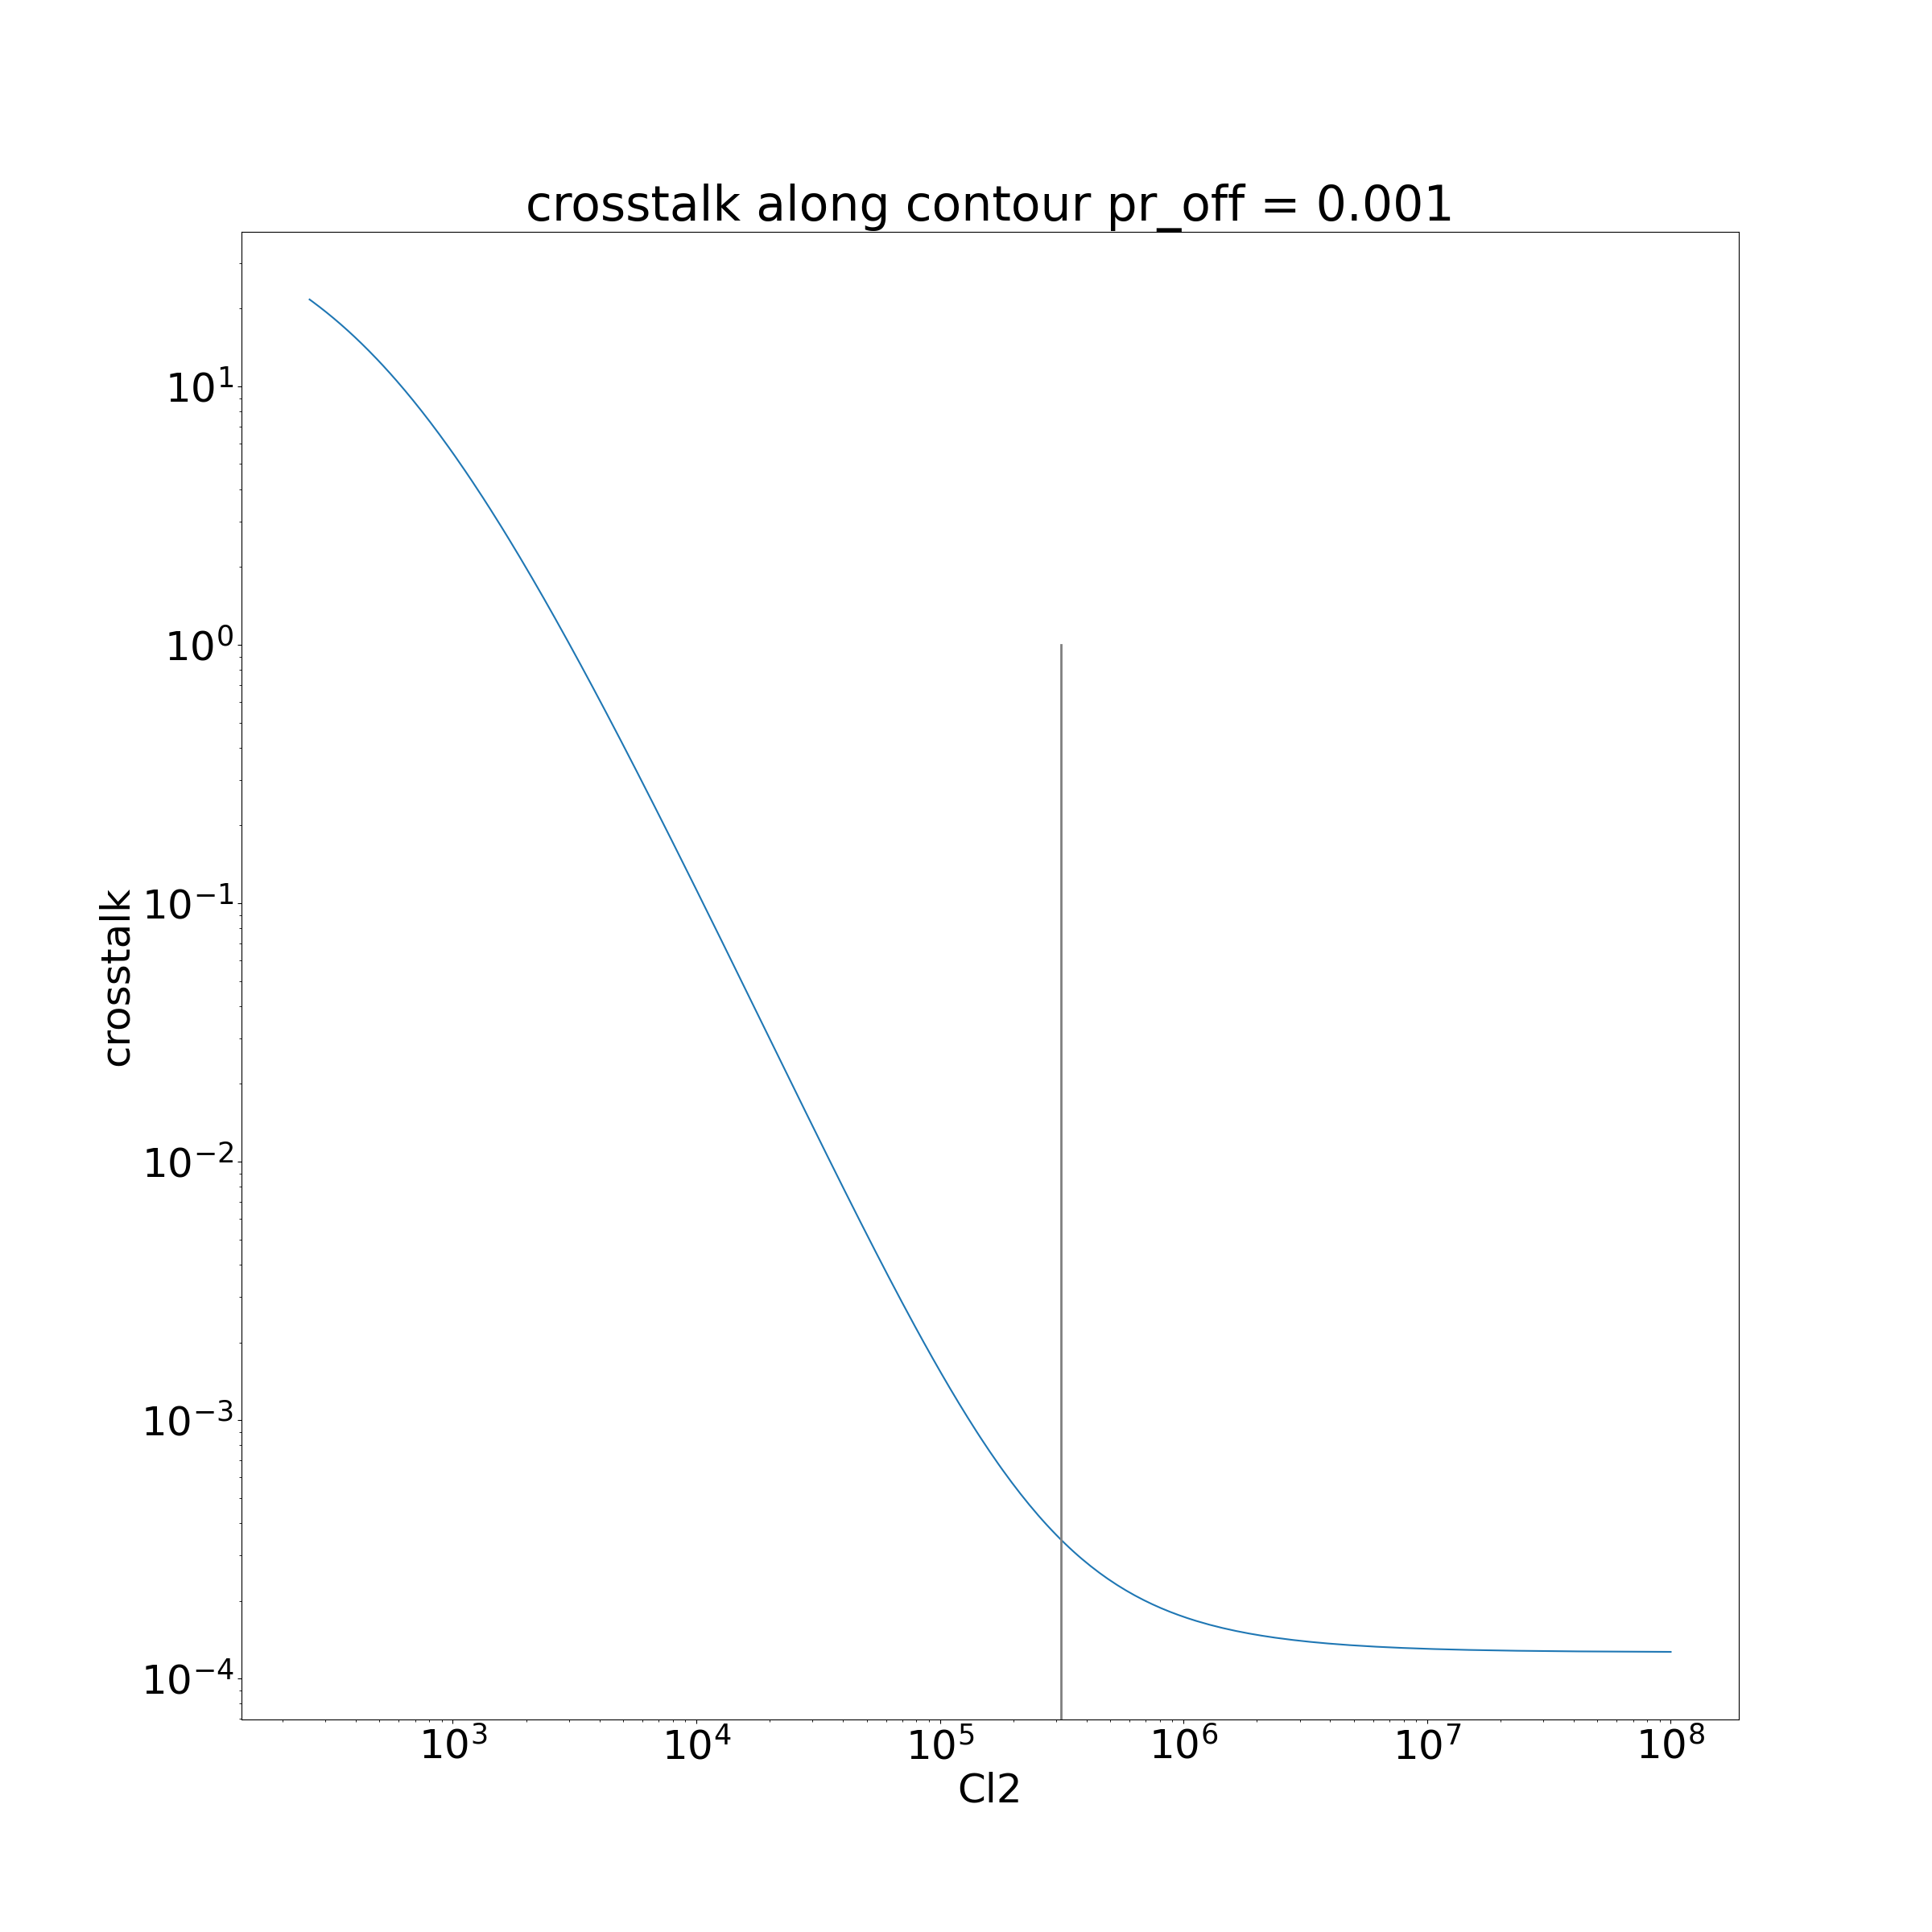 crosstalk along contour pr_off = 0.001
10¹
10⁰
10⁻¹
10⁻²
10⁻³
10⁻⁴
crosstalk
10³ 10⁴ 10⁵ 10⁶ 10⁷ 10⁸
Cl2